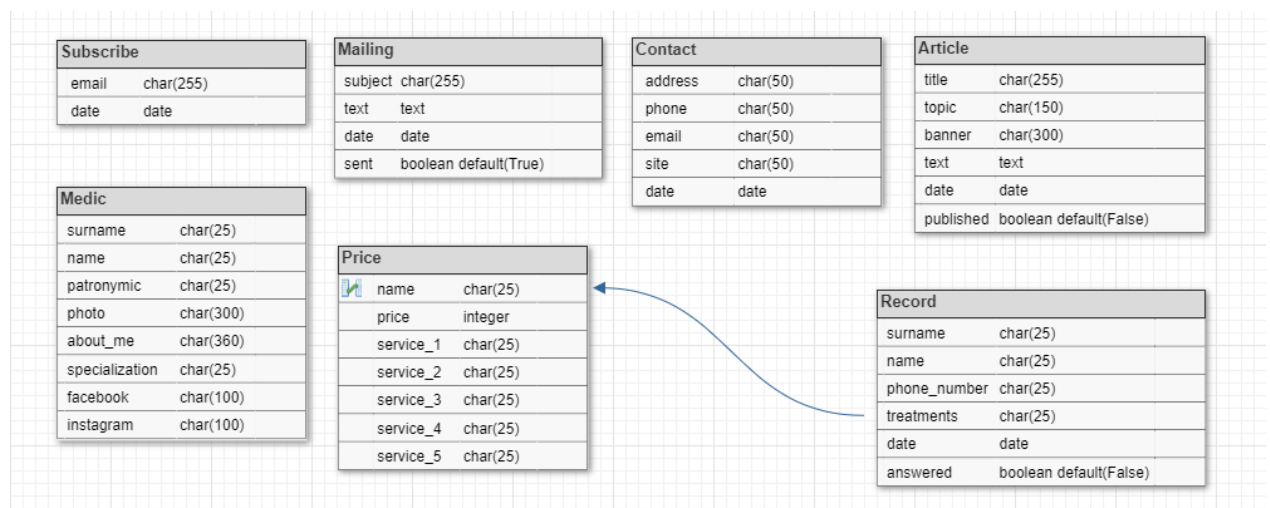 Subscribe
email char(255)
date date
Mailing
subject char(255)
text text
date date
sent boolean default(True)
Contact
address char(50)
phone char(50)
email char(50)
site char(50)
date date
Article
title char(255)
topic char(150)
banner char(300)
text text
date date
published boolean default(False)
Medic
surname char(25)
name char(25)
patronymic char(25)
photo char(300)
about_me char(360)
specialization char(25)
facebook char(100)
instagram char(100)
Price
name char(25)
price integer
service_1 char(25)
service_2 char(25)
service_3 char(25)
service_4 char(25)
service_5 char(25)
Record
surname char(25)
name char(25)
phone_number char(25)
treatments char(25)
date date
answered boolean default(False)